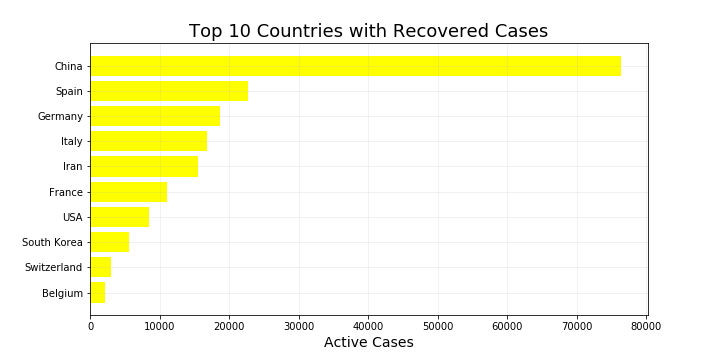 Top 10 Countries with Recovered Cases
China
Spain
Germany
Italy
Iran
France
USA
South Korea
Switzerland
Belgium
0 10000 20000 30000 40000 50000 60000 70000 80000
Active Cases